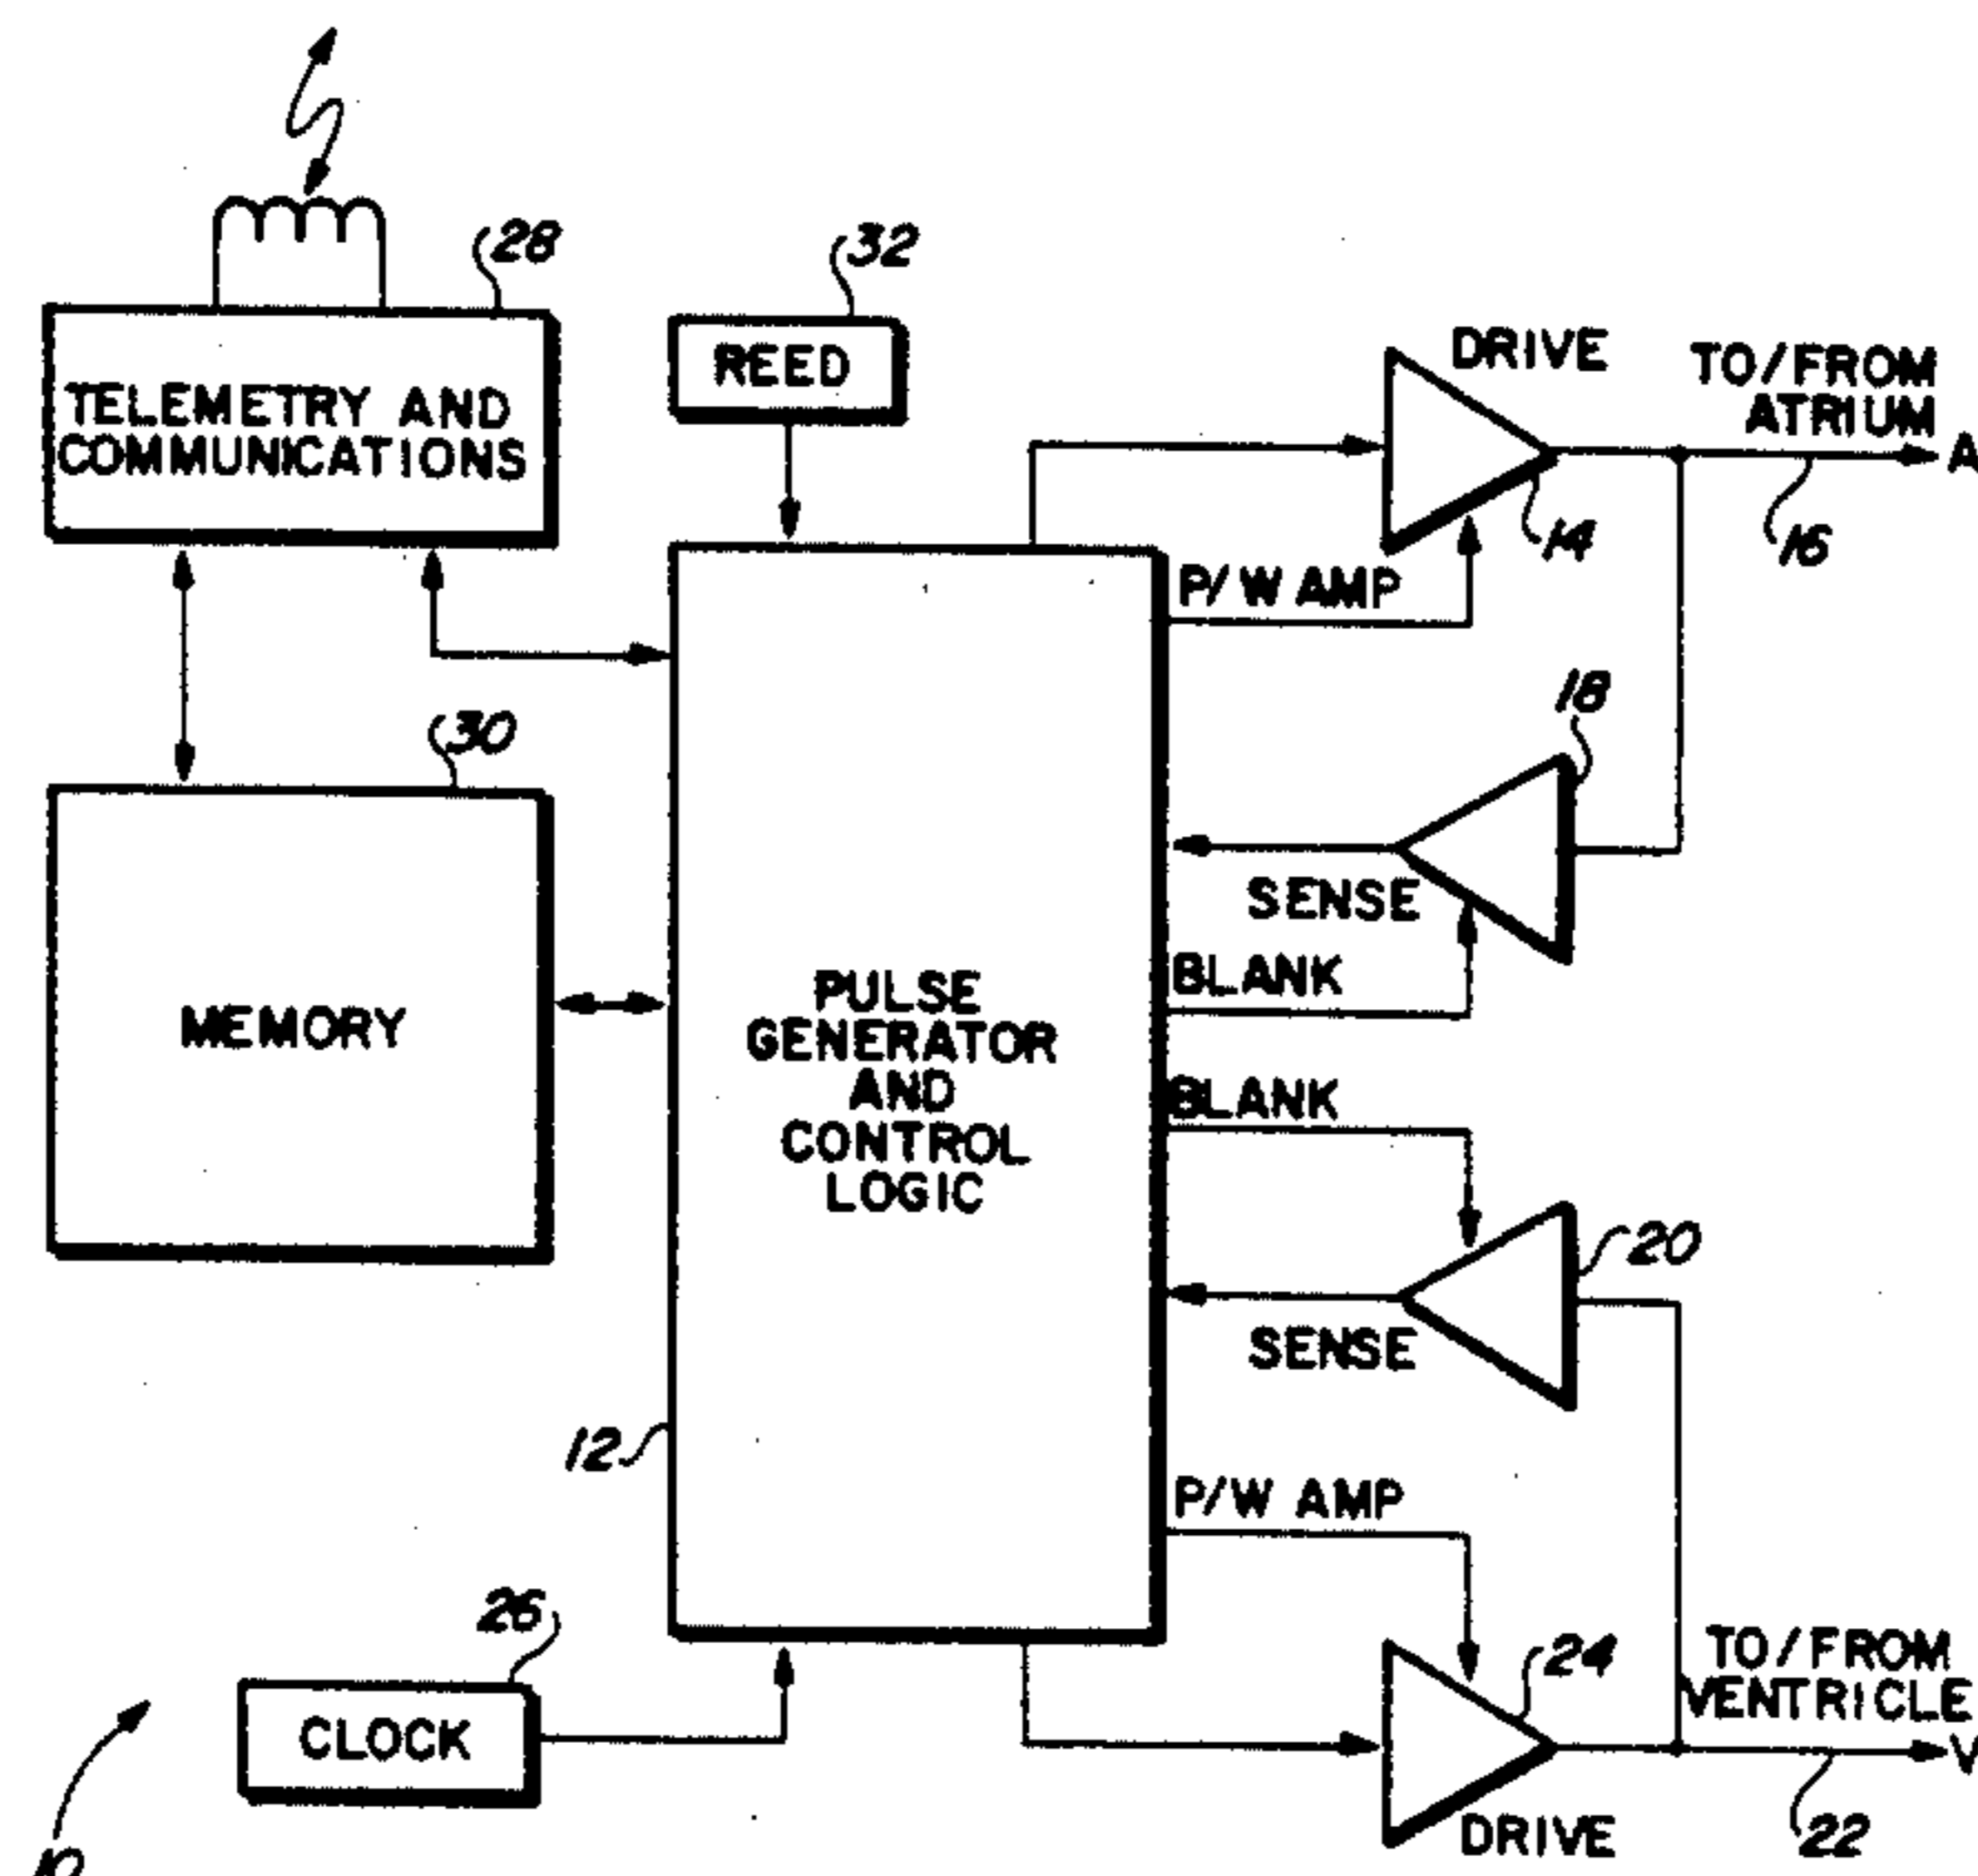 28
32
REED
DRIVE
TO/FROM
ATRIUM
A
TELEMETRY AND
COMMUNICATIONS
14
16
P/W AMP
18
30
SENSE
BLANK
MEMORY
PULSE
GENERATOR
AND
CONTROL
LOGIC
BLANK
20
SENSE
12
P/W AMP
26
24
TO/FROM
VENTRICLE
V
CLOCK
DRIVE
22
10